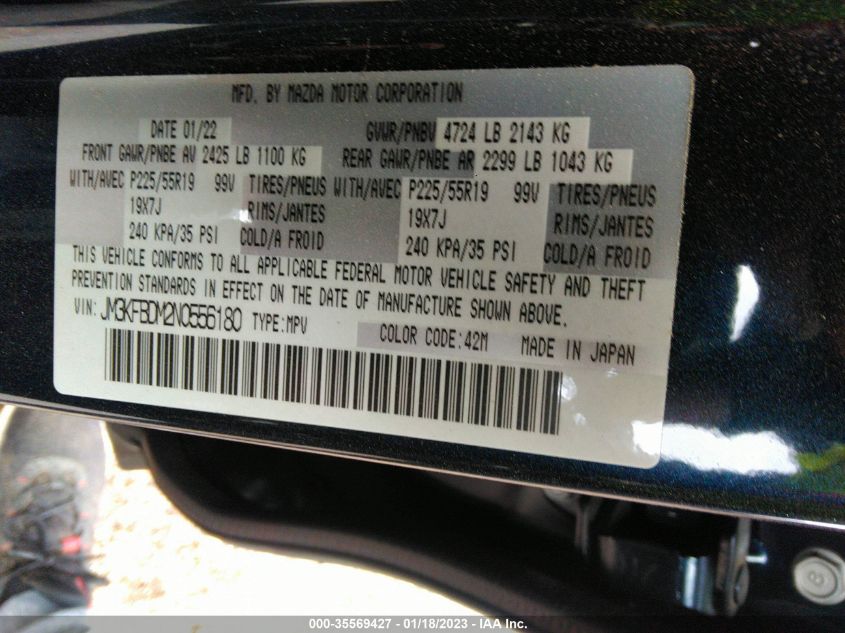 MFD. BY MAZDA MOTOR CORPORATION
DATE 01/22 GVWR/PNBV 4724 LB 2143 KG
FRONT GAWR/PNBE AV 2425 LB 1100 KG REAR GAWR/PNBE AR 2299 LB 1043 KG
WITH/AVEC P225/55R19 99V TIRES/PNEUS WITH/AVEC P225/55R19 99V TIRES/PNEUS
19X7J RIMS/JANTES 19X7J RIMS/JANTES
240 KPA/35 PSI COLD/A FROID 240 KPA/35 PSI COLD/A FROID
THIS VEHICLE CONFORMS TO ALL APPLICABLE FEDERAL MOTOR VEHICLE SAFETY AND THEFT
PREVENTION STANDARDS IN EFFECT ON THE DATE OF MANUFACTURE SHOWN ABOVE.
VIN: JM3KFBDM2N0556180 TYPE:MPV
COLOR CODE:42M MADE IN JAPAN
8
000-35569427 - 01/18/2023 - IAA Inc.